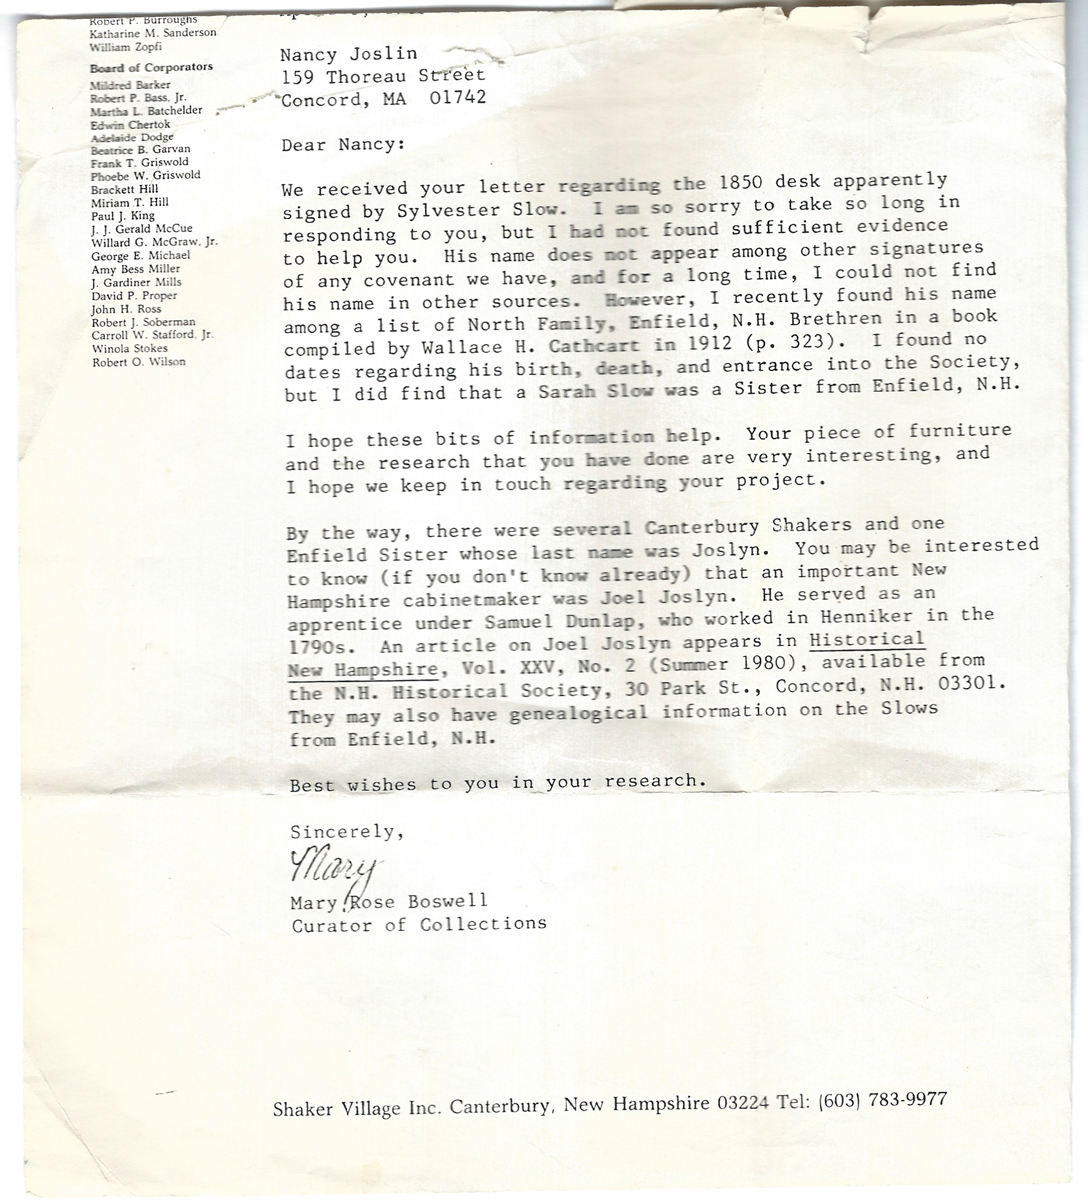 Robert P. Burroughs
Katharine M. Sanderson
William Zopfi
Board of Corporators
Mildred Barker
Robert P. Bass, Jr.
Martha L. Batchelder
Edwin Chertok
Adelaide Dodge
Beatrice B. Garvan
Frank T. Griswold
Phoebe W. Griswold
Brackett Hill
Miriam T. Hill
Paul J. King
J. J. Gerald McCue
Willard G. McGraw, Jr.
George E. Michael
Amy Bess Miller
J. Gardiner Mills
David P. Proper
John H. Ross
Robert J. Soberman
Carroll W. Stafford, Jr.
Winola Stokes
Robert O. Wilson
Nancy Joslin
159 Thoreau Street
Concord, MA 01742
Dear Nancy:
We received your letter regarding the 1850 desk apparently
signed by Sylvester Slow. I am so sorry to take so long in
responding to you, but I had not found sufficient evidence
to help you. His name does not appear among other signatures
of any covenant we have, and for a long time, I could not find
his name in other sources. However, I recently found his name
among a list of North Family, Enfield, N.H. Brethren in a book
compiled by Wallace H. Cathcart in 1912 (p. 323). I found no
dates regarding his birth, death, and entrance into the Society,
but I did find that a Sarah Slow was a Sister from Enfield, N.H.
I hope these bits of information help. Your piece of furniture
and the research that you have done are very interesting, and
I hope we keep in touch regarding your project.
By the way, there were several Canterbury Shakers and one
Enfield Sister whose last name was Joslyn. You may be interested
to know (if you don't know already) that an important New
Hampshire cabinetmaker was Joel Joslyn. He served as an
apprentice under Samuel Dunlap, who worked in Henniker in the
1790s. An article on Joel Joslyn appears in Historical
New Hampshire, Vol. XXV, No. 2 (Summer 1980), available from
the N.H. Historical Society, 30 Park St., Concord, N.H. 03301.
They may also have genealogical information on the Slows
from Enfield, N.H.
Best wishes to you in your research.
Sincerely,
Mary
Mary Rose Boswell
Curator of Collections
Shaker Village Inc. Canterbury, New Hampshire 03224 Tel: (603) 783-9977